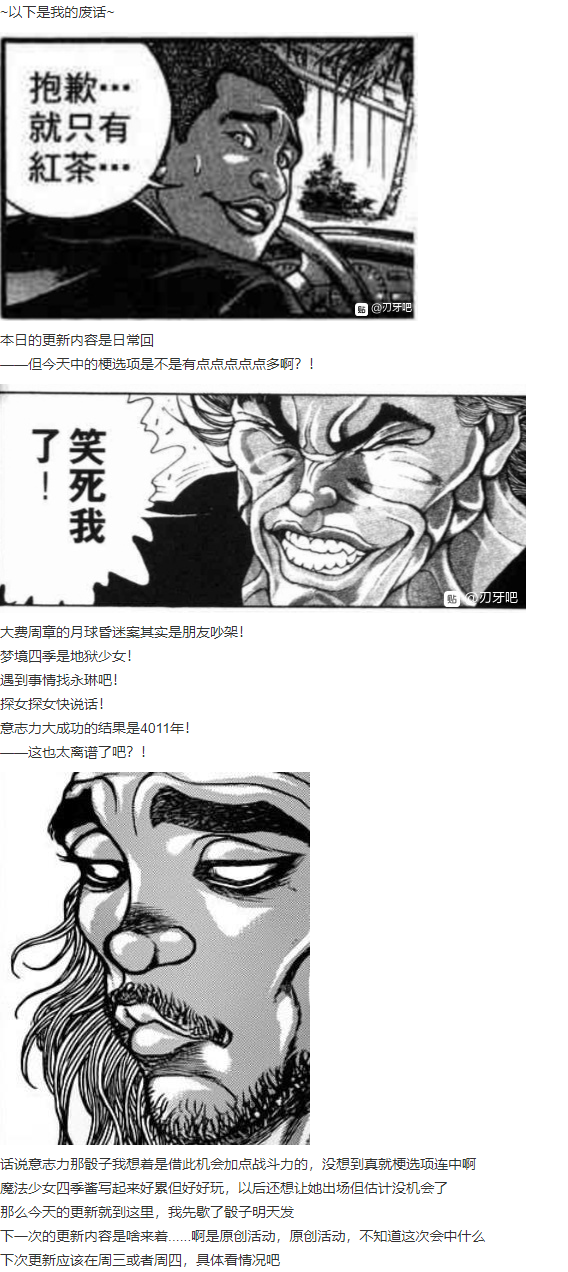 ~以下是我的废话~
抱歉…
就只有
紅茶…
贴 @刃牙吧
本日的更新内容是日常回
——但今天中的梗选项是不是有点点点点点多啊？！
笑死我
了！
贴 @刃牙吧
大费周章的月球昏迷案其实是朋友吵架！
梦境四季是地狱少女！
遇到事情找永琳吧！
探女探女快说话！
意志力大成功的结果是4011年！
——这也太离谱了吧？！
话说意志力那骰子我想着是借此机会加点战斗力的，没想到真就梗选项连中啊
魔法少女四季酱写起来好累但好好玩，以后还想让她出场但估计没机会了
那么今天的更新就到这里，我先歇了骰子明天发
下一次的更新内容是啥来着......啊是原创活动，原创活动，不知道这次会中什么
下次更新应该在周三或者周四，具体看情况吧